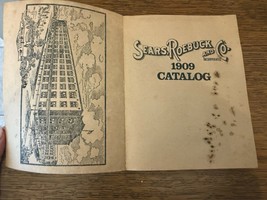 SEARS, ROEBUCK AND CO.
1909
CATALOG